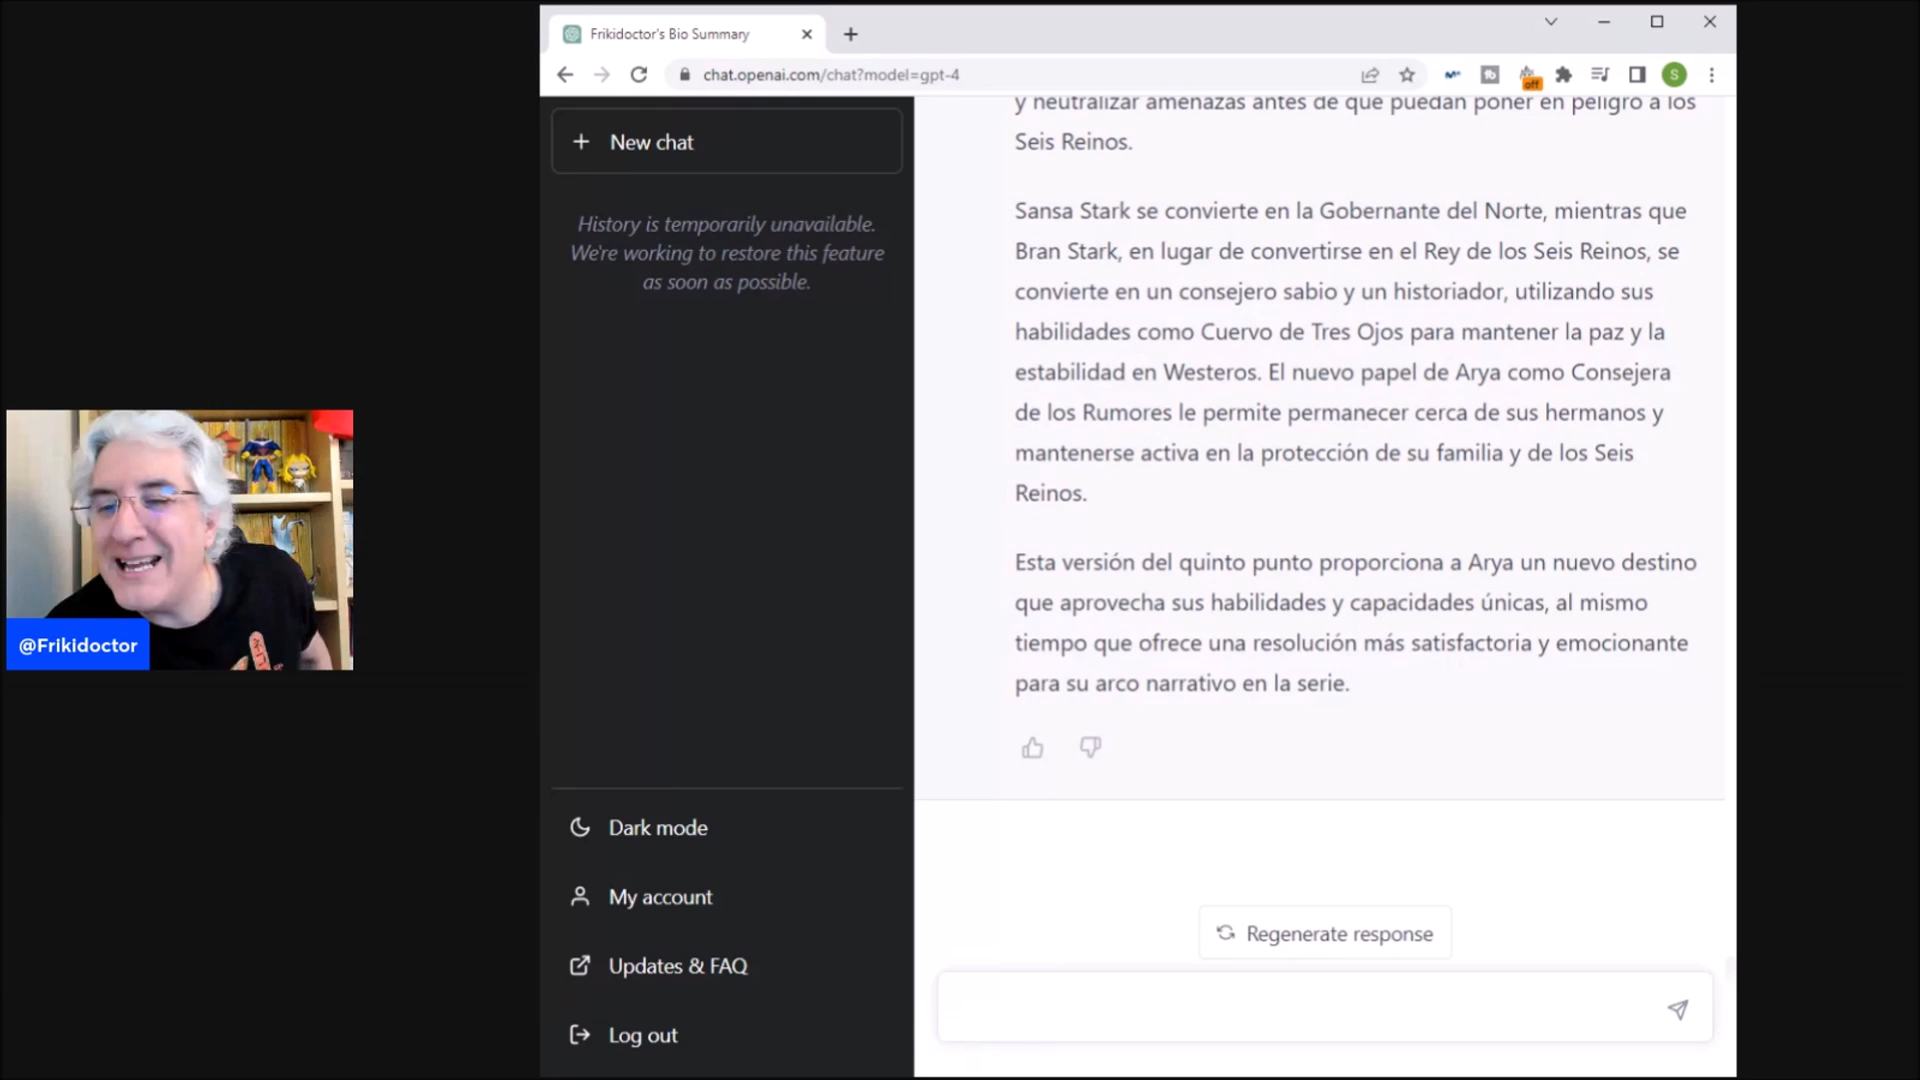 Frikidoctor's Bio Summary
chat.openai.com/chat?model=gpt-4
off
S
New chat
History is temporarily unavailable.
We're working to restore this feature
as soon as possible.
y neutralizar amenazas antes de que puedan poner en peligro a los
Seis Reinos.
Sansa Stark se convierte en la Gobernante del Norte, mientras que
Bran Stark, en lugar de convertirse en el Rey de los Seis Reinos, se
convierte en un consejero sabio y un historiador, utilizando sus
habilidades como Cuervo de Tres Ojos para mantener la paz y la
estabilidad en Westeros. El nuevo papel de Arya como Consejera
de los Rumores le permite permanecer cerca de sus hermanos y
mantenerse activa en la protección de su familia y de los Seis
Reinos.
Esta versión del quinto punto proporciona a Arya un nuevo destino
que aprovecha sus habilidades y capacidades únicas, al mismo
tiempo que ofrece una resolución más satisfactoria y emocionante
para su arco narrativo en la serie.
@Frikidoctor
Dark mode
My account
Updates & FAQ
Log out
Regenerate response